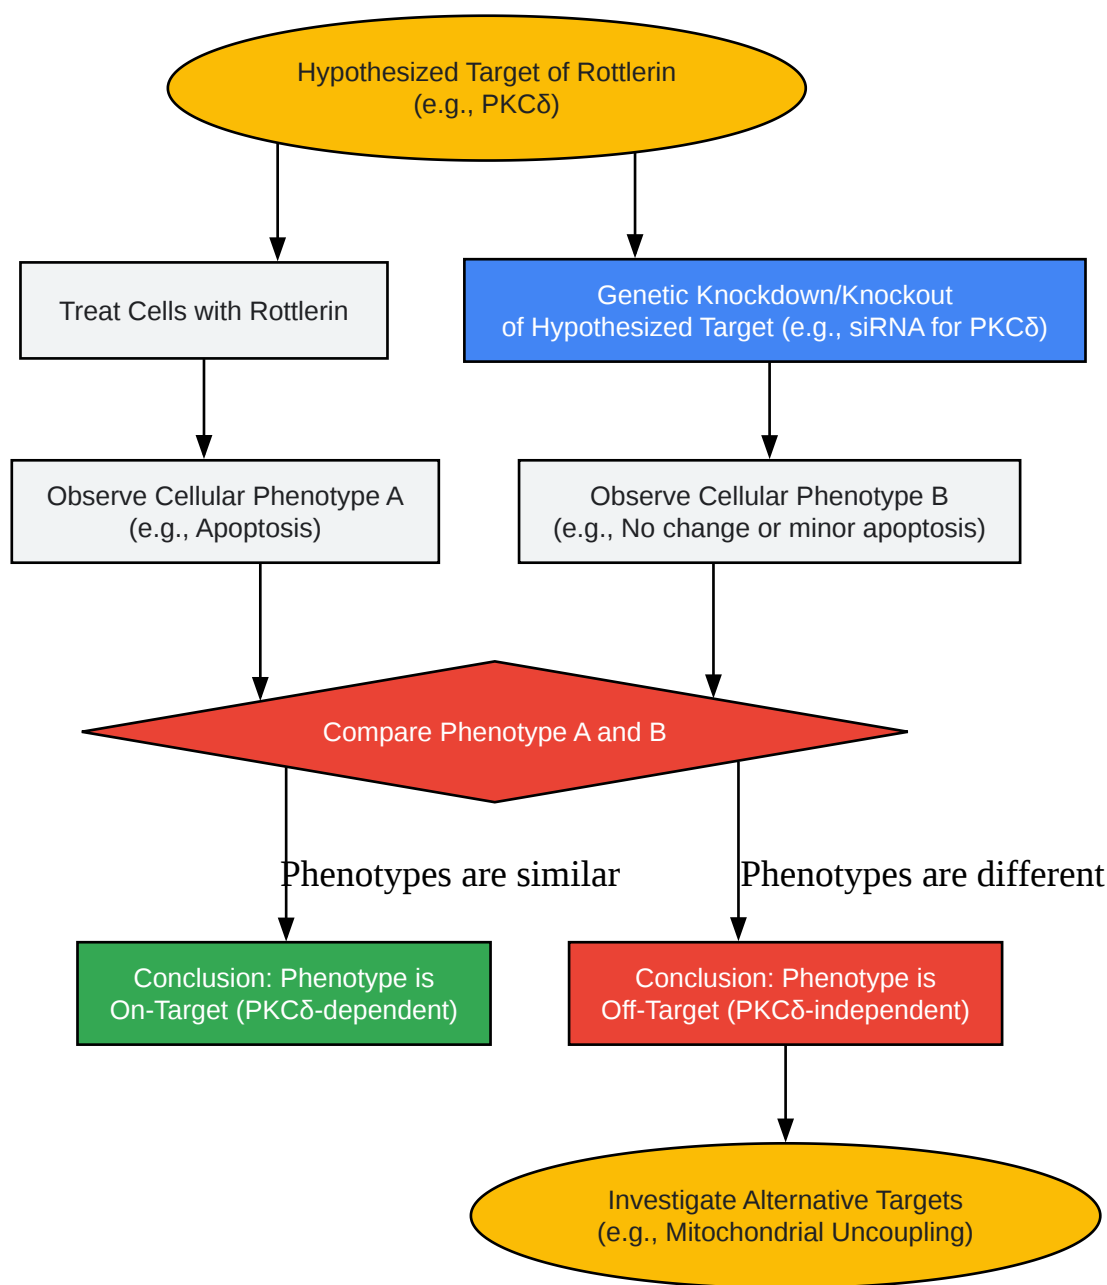 Hypothesized Target of Rottlerin
(e.g., PKCδ)
Treat Cells with Rottlerin
Genetic Knockdown/Knockout
of Hypothesized Target (e.g., siRNA for PKCδ)
Observe Cellular Phenotype A
(e.g., Apoptosis)
Observe Cellular Phenotype B
(e.g., No change or minor apoptosis)
Compare Phenotype A and B
Phenotypes are similar
Phenotypes are different
Conclusion: Phenotype is
On-Target (PKCδ-dependent)
Conclusion: Phenotype is
Off-Target (PKCδ-independent)
Investigate Alternative Targets
(e.g., Mitochondrial Uncoupling)